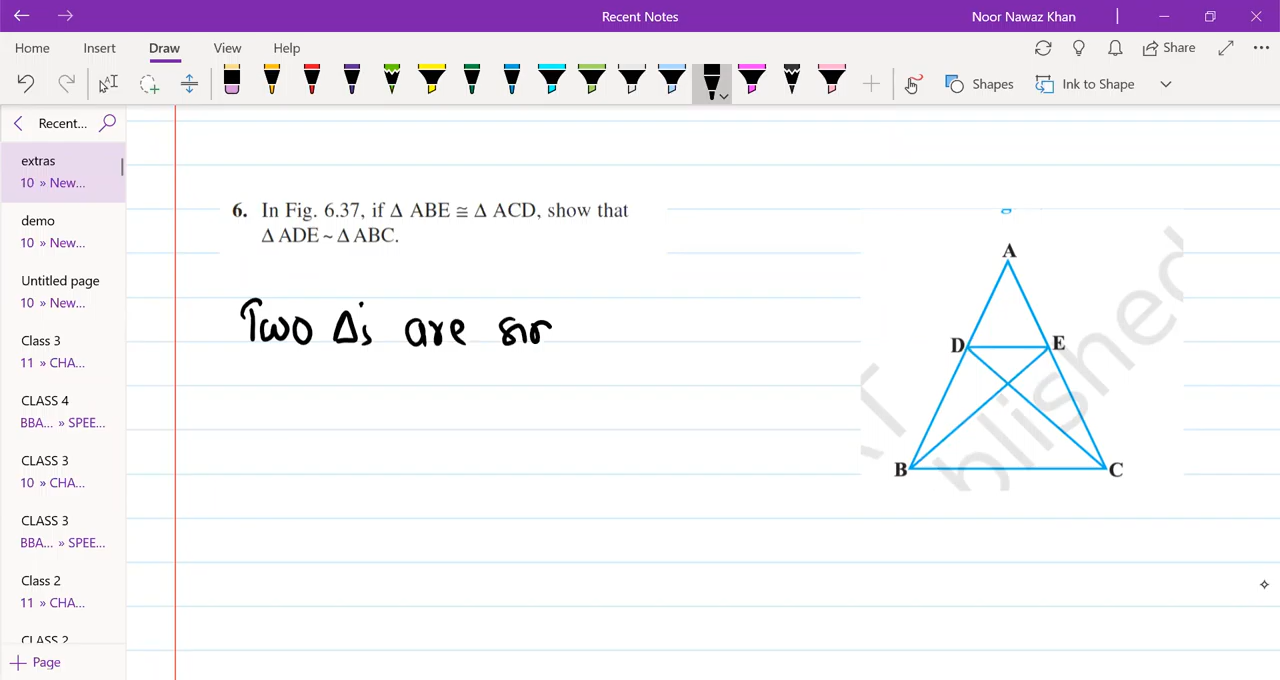 Recent Notes
Noor Nawaz Khan
Home Insert Draw View Help
Share
Shapes
Ink to Shape
Recent...
extras
10 » New...
demo
10 » New...
Untitled page
10 » New...
Class 3
11 » CHA...
CLASS 4
BBA... » SPEE...
CLASS 3
10 » CHA...
CLASS 3
BBA... » SPEE...
Class 2
11 » CHA...
CLASS 2
+ Page
6. In Fig. 6.37, if Δ ABE ≅ Δ ACD, show that
Δ ADE ~ Δ ABC.
Two Δ's are
A
D E
B C
blished